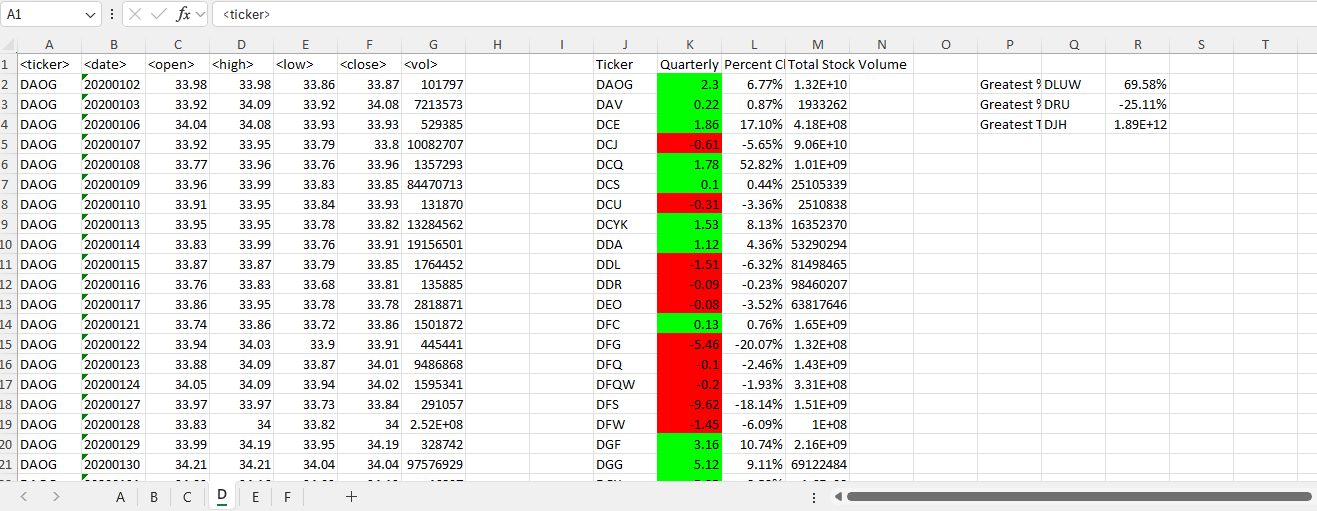 A1 fx <ticker>
A B C D E F G H I J K L M N O P Q R S T
1 <ticker> <date> <open> <high> <low> <close> <vol> Ticker Quarterly Percent Cl Total Stock Volume
2 DAOG 20200102 33.98 33.98 33.86 33.87 101797 DAOG 2.3 6.77% 1.32E+10 Greatest % DLUW 69.58%
3 DAOG 20200103 33.92 34.09 33.92 34.08 7213573 DAV 0.22 0.87% 1933262 Greatest % DRU -25.11%
4 DAOG 20200106 34.04 34.08 33.93 33.93 529385 DCE 1.86 17.10% 4.18E+08 Greatest T DJH 1.89E+12
5 DAOG 20200107 33.92 33.95 33.79 33.8 10082707 DCJ -0.61 -5.65% 9.06E+10
6 DAOG 20200108 33.77 33.96 33.76 33.96 1357293 DCQ 1.78 52.82% 1.01E+09
7 DAOG 20200109 33.96 33.99 33.83 33.85 84470713 DCS 0.1 0.44% 25105339
8 DAOG 20200110 33.91 33.95 33.84 33.93 131870 DCU -0.31 -3.36% 2510838
9 DAOG 20200113 33.95 33.95 33.78 33.82 13284562 DCYK 1.53 8.13% 16352370
10 DAOG 20200114 33.83 33.99 33.76 33.91 19156501 DDA 1.12 4.36% 53290294
11 DAOG 20200115 33.87 33.87 33.79 33.85 1764452 DDL -1.51 -6.32% 81498465
12 DAOG 20200116 33.76 33.83 33.68 33.81 135885 DDR -0.09 -0.23% 98460207
13 DAOG 20200117 33.86 33.95 33.78 33.78 2818871 DEO -0.08 -3.52% 63817646
14 DAOG 20200121 33.74 33.86 33.72 33.86 1501872 DFC 0.13 0.76% 1.65E+09
15 DAOG 20200122 33.94 34.03 33.9 33.91 445441 DFG -5.46 -20.07% 1.32E+08
16 DAOG 20200123 33.88 34.09 33.87 34.01 9486868 DFQ -0.1 -2.46% 1.43E+09
17 DAOG 20200124 34.05 34.09 33.94 34.02 1595341 DFQW -0.2 -1.93% 3.31E+08
18 DAOG 20200127 33.97 33.97 33.73 33.84 291057 DFS -9.62 -18.14% 1.51E+09
19 DAOG 20200128 33.83 34 33.82 34 2.52E+08 DFW -1.45 -6.09% 1E+08
20 DAOG 20200129 33.99 34.19 33.95 34.19 328742 DGF 3.16 10.74% 2.16E+09
21 DAOG 20200130 34.21 34.21 34.04 34.04 97576929 DGG 5.12 9.11% 69122484
A B C D E F